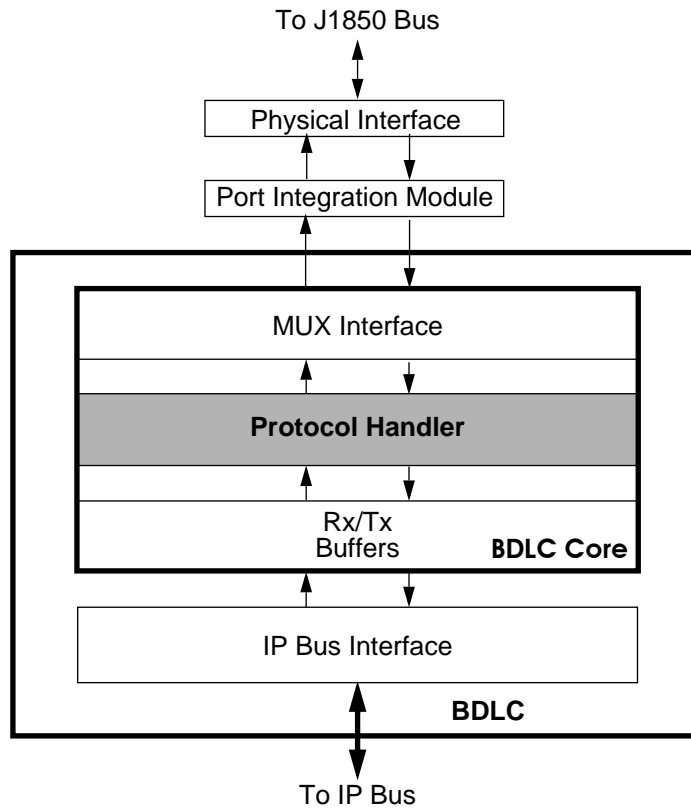 To J1850 Bus
Physical Interface
Port Integration Module
MUX Interface
Protocol Handler
Rx/Tx
Buffers
BDLC Core
IP Bus Interface
BDLC
To IP Bus